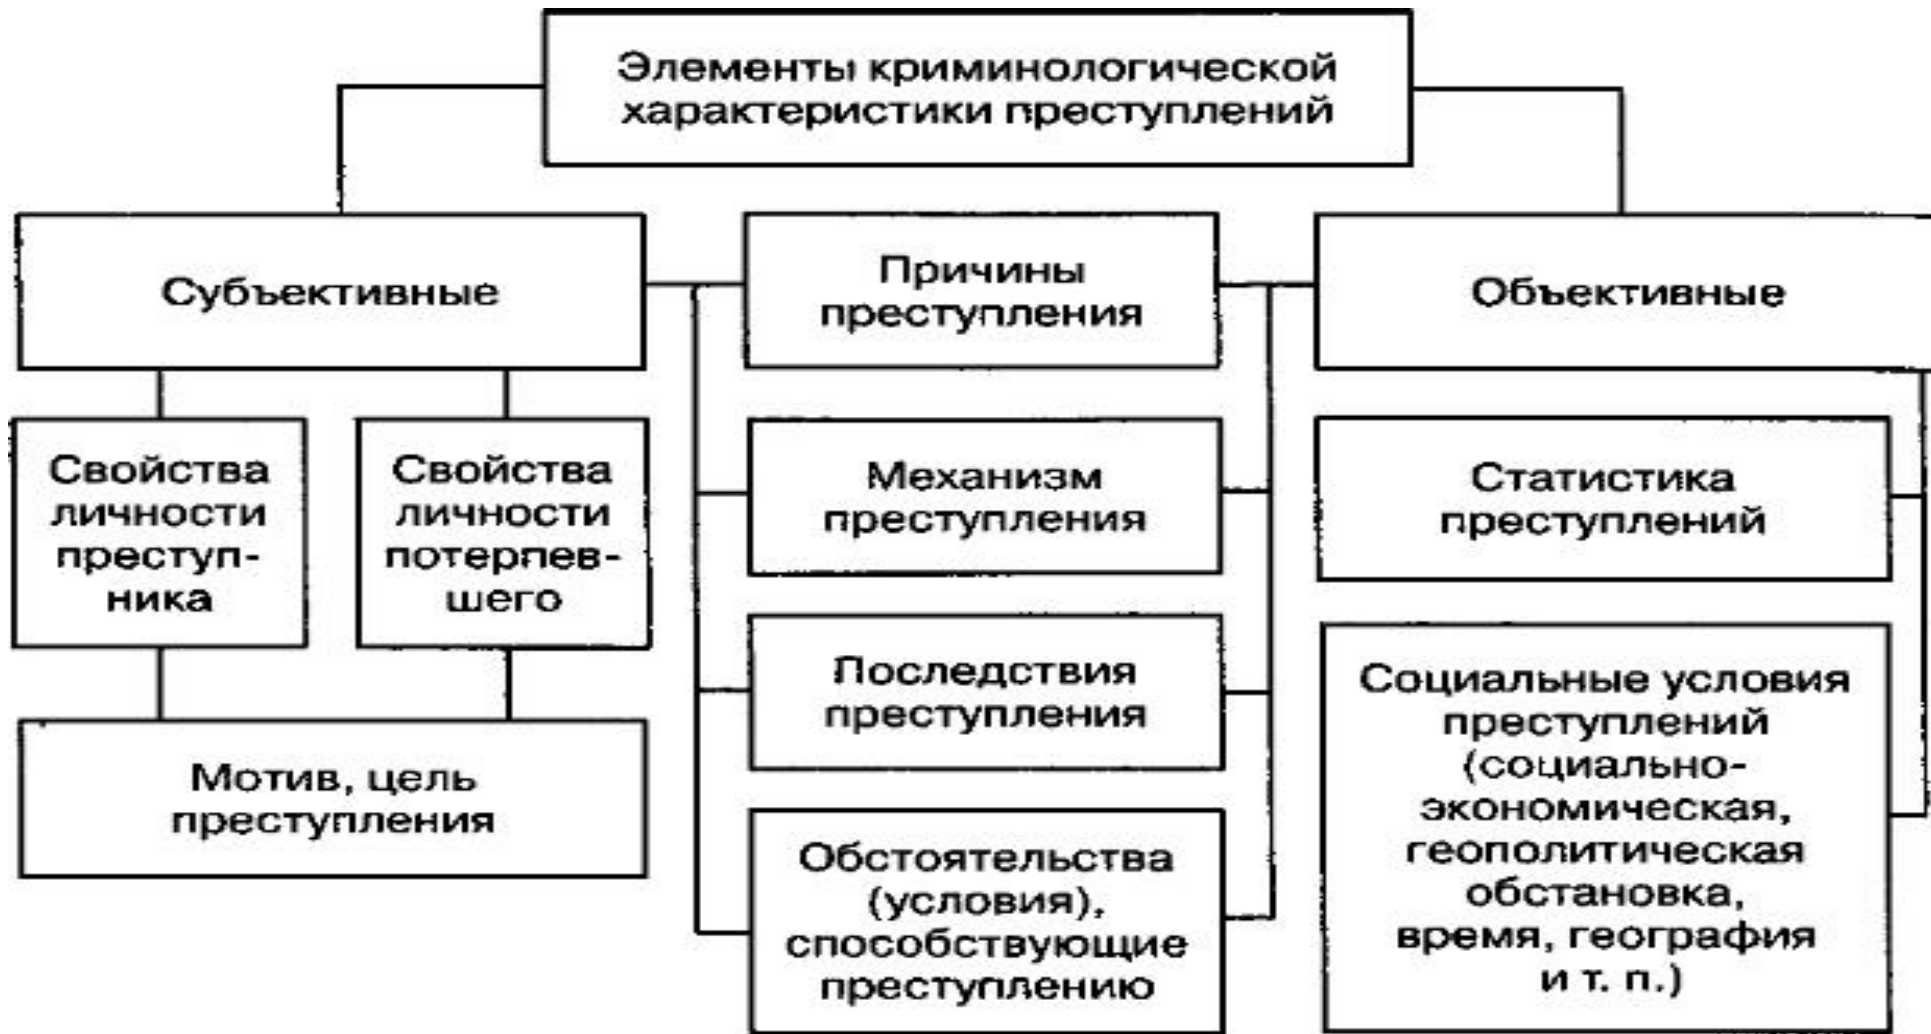 Элементы криминологической
характеристики преступлений
Субъективные
Причины
преступления
Объективные
Свойства
личности
преступ-
ника
Свойства
личности
потерпев-
шего
Механизм
преступления
Статистика
преступлений
Последствия
преступления
Социальные условия
преступлений
(социально-
экономическая,
геополитическая
обстановка,
время, география
и т. п.)
Мотив, цель
преступления
Обстоятельства
(условия),
способствующие
преступлению